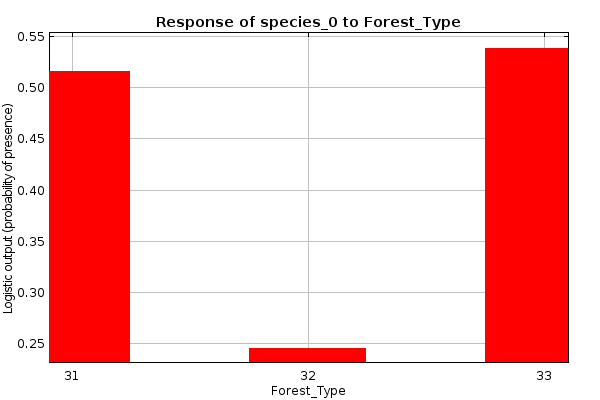 Response of species_0 to Forest_Type
Logistic output (probability of presence)
0.55
0.50
0.45
0.40
0.35
0.30
0.25
31 32 33
Forest_Type